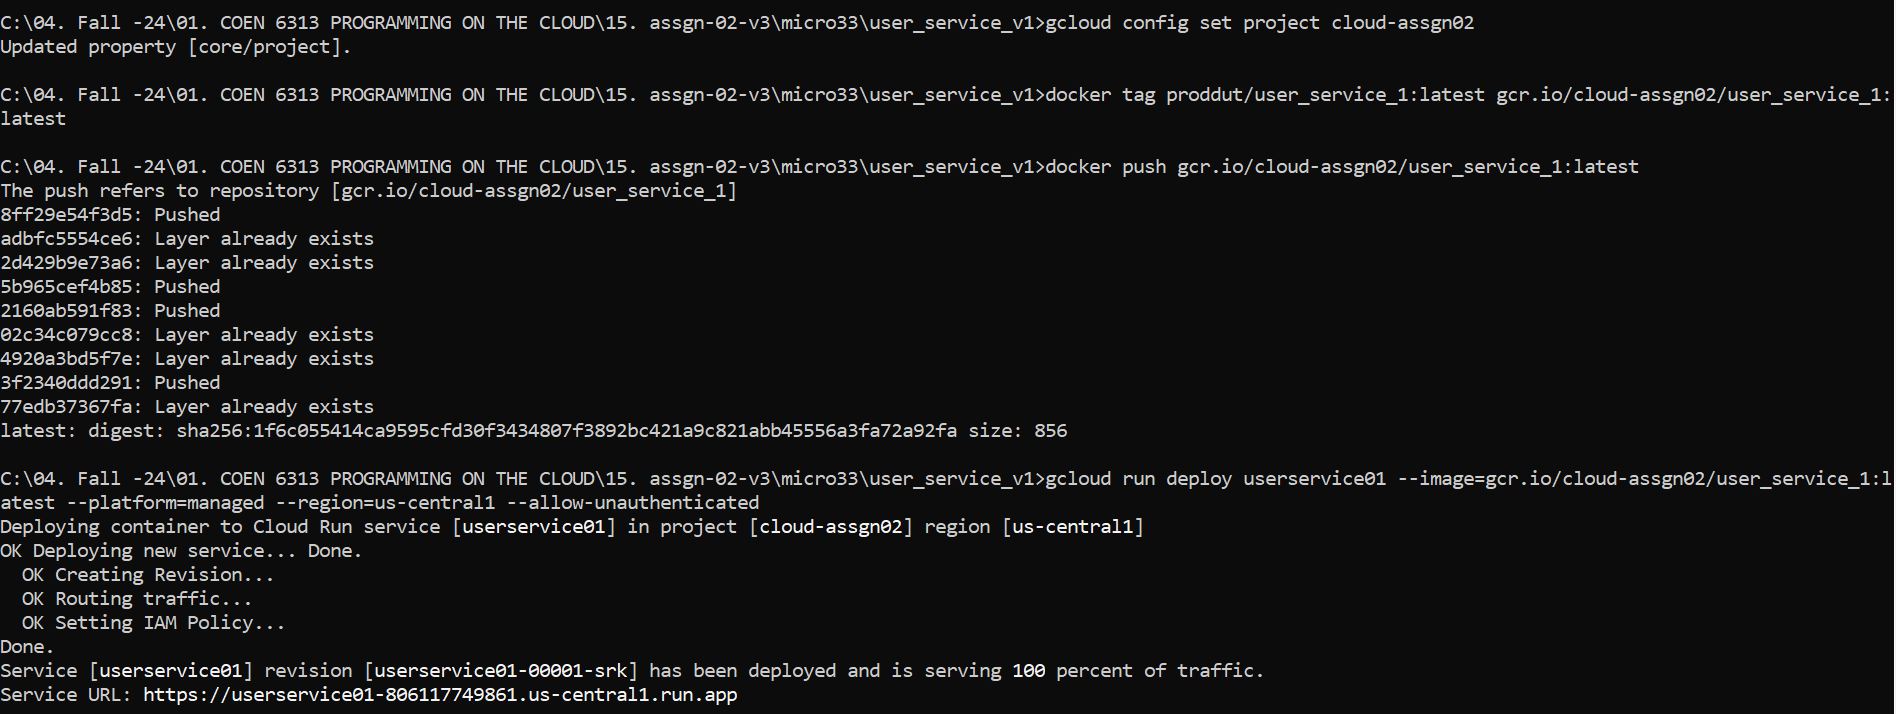 C:\04. Fall -24\01. COEN 6313 PROGRAMMING ON THE CLOUD\15. assgn-02-v3\micro33\user_service_v1>gcloud config set project cloud-assgn02
Updated property [core/project].
C:\04. Fall -24\01. COEN 6313 PROGRAMMING ON THE CLOUD\15. assgn-02-v3\micro33\user_service_v1>docker tag proddut/user_service_1:latest gcr.io/cloud-assgn02/user_service_1:
latest
C:\04. Fall -24\01. COEN 6313 PROGRAMMING ON THE CLOUD\15. assgn-02-v3\micro33\user_service_v1>docker push gcr.io/cloud-assgn02/user_service_1:latest
The push refers to repository [gcr.io/cloud-assgn02/user_service_1]
8ff29e54f3d5: Pushed
adbfc5554ce6: Layer already exists
2d429b9e73a6: Layer already exists
5b965cef4b85: Pushed
2160ab591f83: Pushed
02c34c079cc8: Layer already exists
4920a3bd5f7e: Layer already exists
3f2340ddd291: Pushed
77edb37367fa: Layer already exists
latest: digest: sha256:1f6c055414ca9595cfd30f3434807f3892bc421a9c821abb45556a3fa72a92fa size: 856
C:\04. Fall -24\01. COEN 6313 PROGRAMMING ON THE CLOUD\15. assgn-02-v3\micro33\user_service_v1>gcloud run deploy userservice01 --image=gcr.io/cloud-assgn02/user_service_1:l
atest --platform=managed --region=us-central1 --allow-unauthenticated
Deploying container to Cloud Run service [userservice01] in project [cloud-assgn02] region [us-central1]
OK Deploying new service... Done.
OK Creating Revision...
OK Routing traffic...
OK Setting IAM Policy...
Done.
Service [userservice01] revision [userservice01-00001-srk] has been deployed and is serving 100 percent of traffic.
Service URL: https://userservice01-806117749861.us-central1.run.app